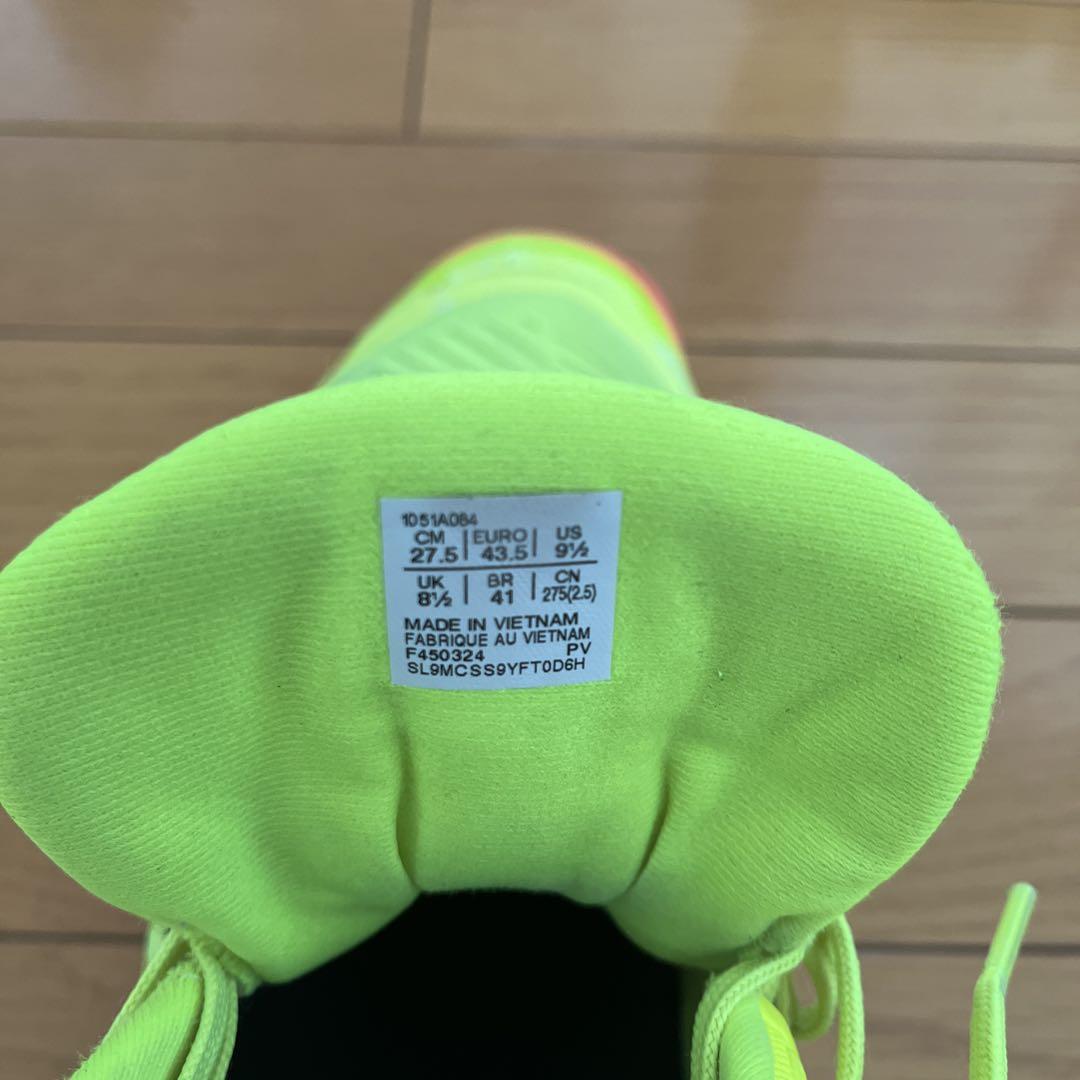 1051A084
CM | EURO | US
27.5 | 43.5 | 9½
UK | BR | CN
8½ | 41 | 275(2.5)
MADE IN VIETNAM
FABRIQUE AU VIETNAM
F450324 PV
SL9MCSS9YFT0D6H